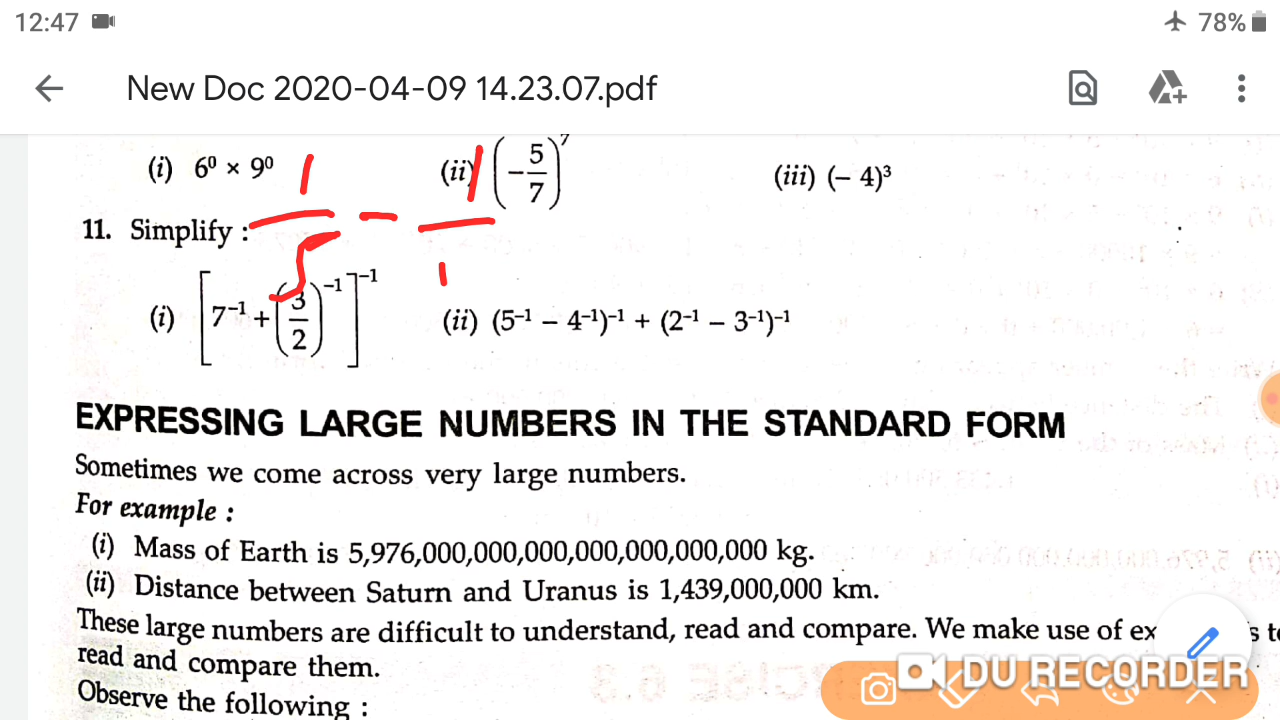 12:47 78%
New Doc 2020-04-09 14.23.07.pdf
(i) 6⁰ × 9⁰ (ii) (-5/7)⁷ (iii) (– 4)³
1/5 - 1/
11. Simplify :
(i) [7⁻¹ + (3/2)⁻¹]⁻¹ (ii) (5⁻¹ – 4⁻¹)⁻¹ + (2⁻¹ – 3⁻¹)⁻¹
EXPRESSING LARGE NUMBERS IN THE STANDARD FORM
Sometimes we come across very large numbers.
For example :
(i) Mass of Earth is 5,976,000,000,000,000,000,000,000 kg.
(ii) Distance between Saturn and Uranus is 1,439,000,000 km.
These large numbers are difficult to understand, read and compare. We make use of
read and compare them.
Observe the following :
DU RECORDER